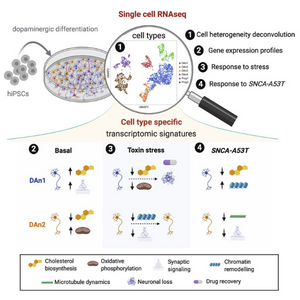 Single cell RNAseq
dopaminergic differentiation
hiPSCs
cell types
1
1 Cell heterogeneity deconvolution
2 Gene expression profiles
3 Response to stress
4 Response to SNCA-A53T
Cell type specific
transcriptomic signatures
2 Basal
3 Toxin stress
4 SNCA-A53T
DAn1
DAn2
Cholesterol
biosynthesis
Oxidative
phosphorylation
Synaptic
signaling
Chromatin
remodelling
Microtubule dynamics
Neuronal loss
Drug recovery